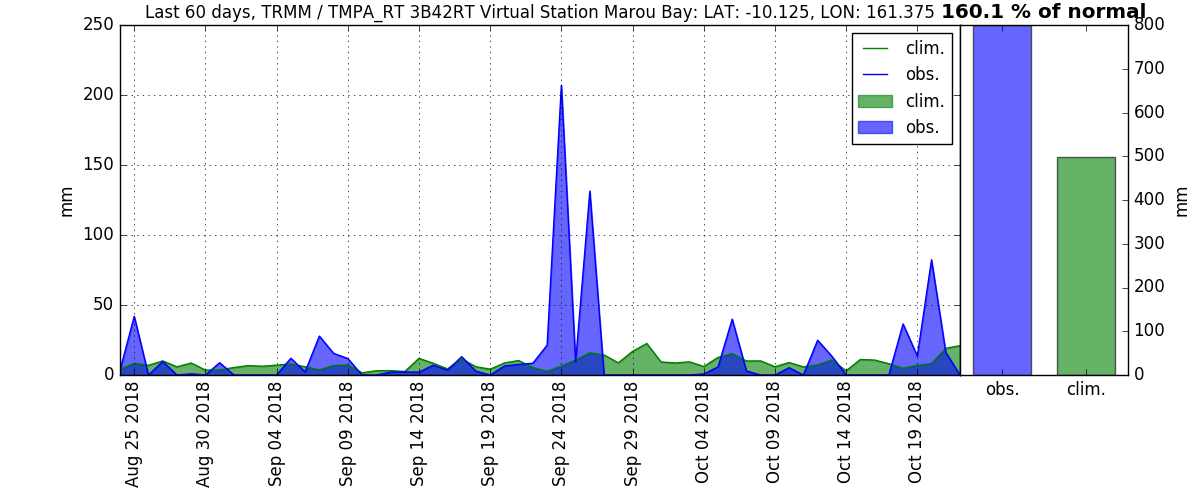 Last 60 days, TRMM / TMPA_RT 3B42RT Virtual Station Marou Bay: LAT: -10.125, LON: 161.375 160.1 % of normal
250
200
150
100
50
0
mm
clim.
obs.
clim.
obs.
Aug 25 2018
Aug 30 2018
Sep 04 2018
Sep 09 2018
Sep 14 2018
Sep 19 2018
Sep 24 2018
Sep 29 2018
Oct 04 2018
Oct 09 2018
Oct 14 2018
Oct 19 2018
800
700
600
500
400
300
200
100
0
mm
obs.
clim.